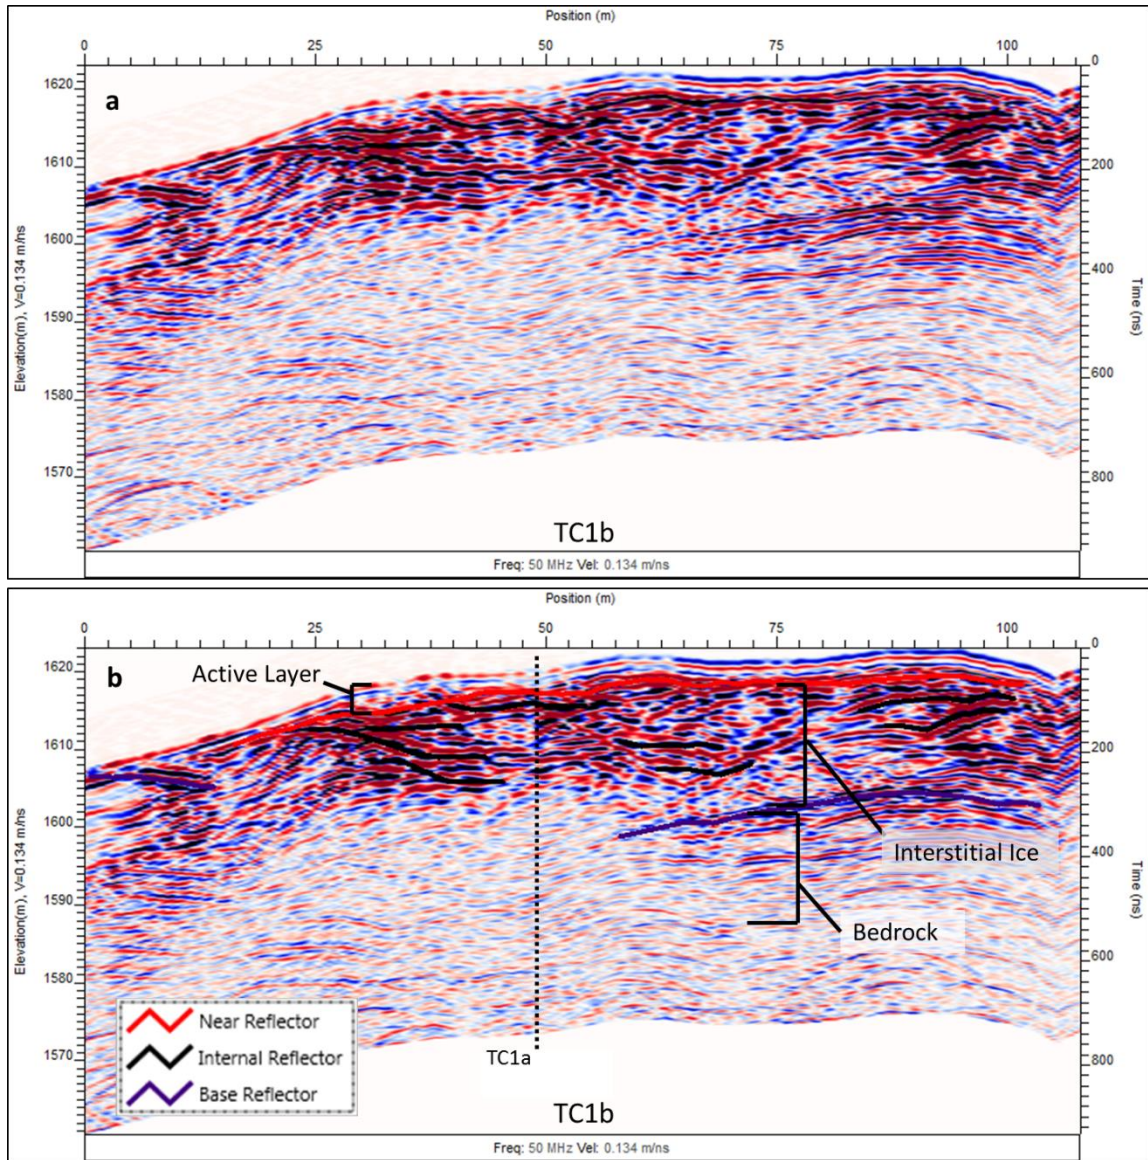 Position (m)
0 25 50 75 100
a
1620
1610
1600
1590
1580
1570
Elevation(m), V=0.134 m/ns
0
200
400
600
800
Time (ns)
TC1b
Freq: 50 MHz Vel: 0.134 m/ns
Position (m)
0 25 50 75 100
b
Active Layer
1620
1610
1600
1590
1580
1570
Elevation(m), V=0.134 m/ns
0
200
400
600
800
Time (ns)
Interstitial Ice
Bedrock
Near Reflector
Internal Reflector
Base Reflector
TC1a
TC1b
Freq: 50 MHz Vel: 0.134 m/ns